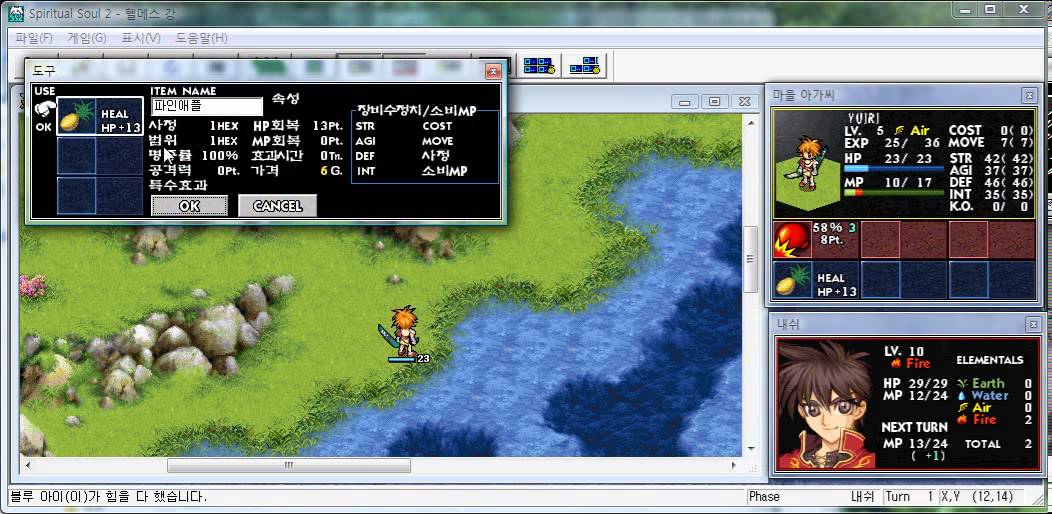 Spiritual Soul 2 - 헬메스 강
파일(F) 게임(G) 표시(V) 도움말(H)
도구
USE
OK
HEAL
HP+13
ITEM NAME
파인애플
속성
사정 1HEX HP회복 13Pt.
범위 1HEX MP회복 0Pt.
100% 효과시간 0Tn.
공격력 0Pt. 가격 6G.
특수효과
장비수정치/소비MP
STR COST
AGI MOVE
DEF 사정
INT 소비MP
OK CANCEL
23
마을 아가씨
YURI
LV. 5 Air
EXP 25/ 36
HP 23/ 23
MP 10/ 17
COST 0( 0)
MOVE 7( 7)
STR 42(42)
AGI 37(37)
DEF 46(46)
INT 35(35)
K.O. 0/ 0
58% 3
8Pt.
HEAL
HP+13
내쉬
LV. 10
Fire
HP 29/29
MP 12/24
NEXT TURN
MP 13/24
( +1)
ELEMENTALS
Earth 0
Water 0
Air 0
Fire 2
TOTAL 2
블루 아이(이)가 힘을 다 했습니다.
Phase 내쉬 Turn 1 X,Y (12,14)